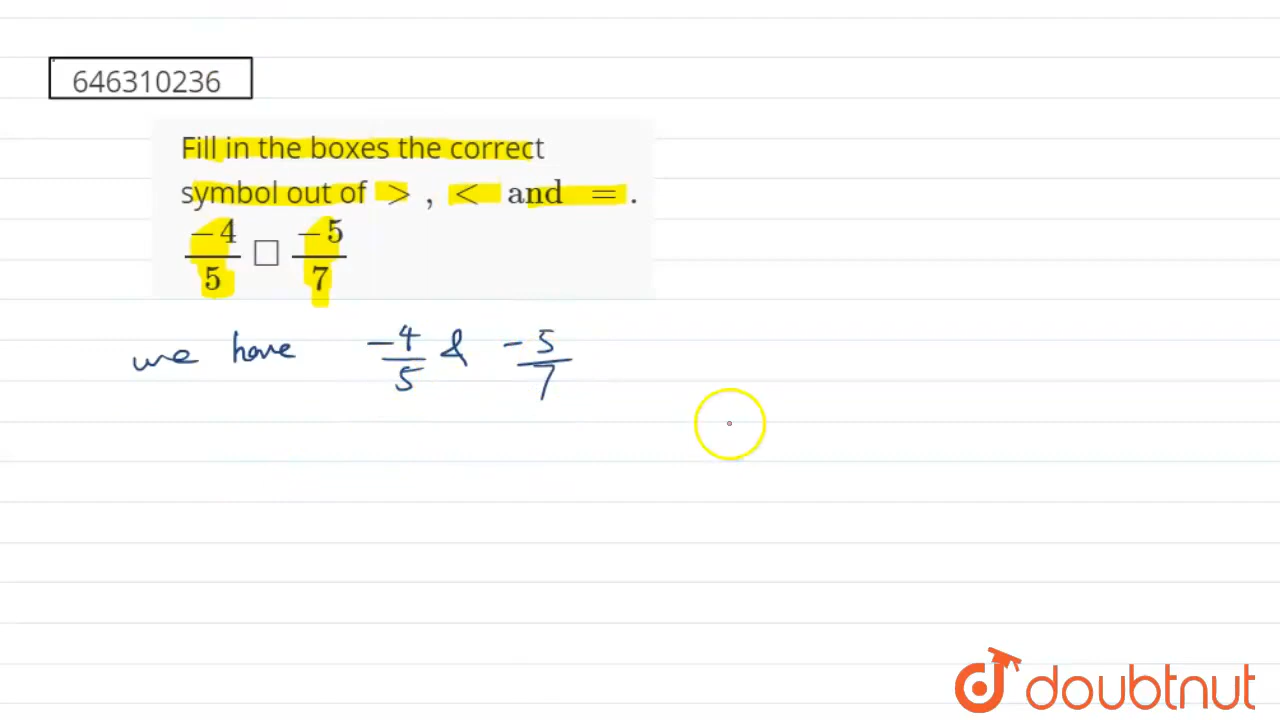 646310236
Fill in the boxes the correct
symbol out of > , < and = .
-4/5 □ -5/7
we have -4/5 & -5/7
doubtnut